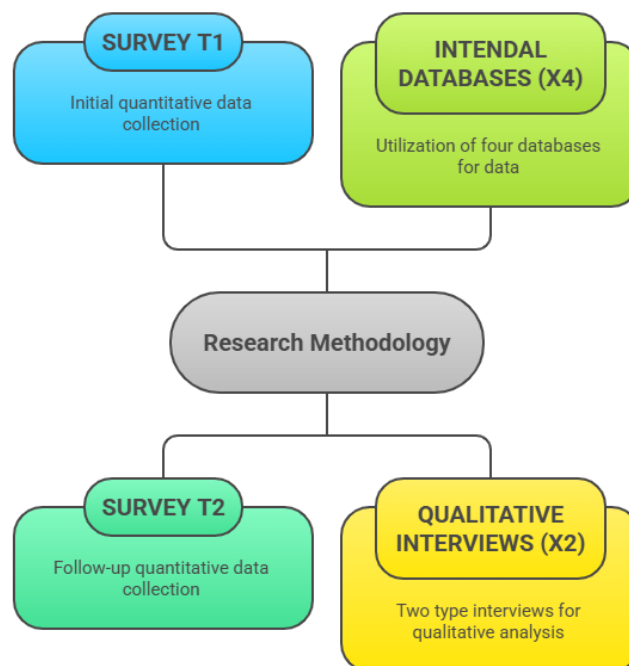 SURVEY T1
Initial quantitative data
collection
INTENDAL
DATABASES (X4)
Utilization of four databases
for data
Research Methodology
SURVEY T2
Follow-up quantitative data
collection
QUALITATIVE
INTERVIEWS (X2)
Two type interviews for
qualitative analysis